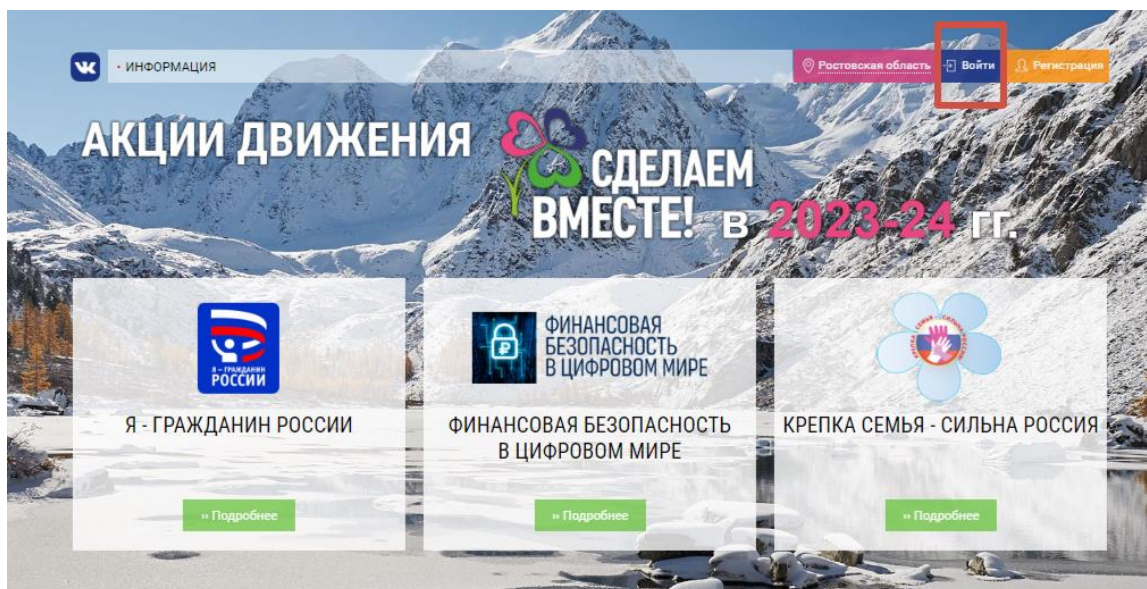 • ИНФОРМАЦИЯ
Ростовская область
Войти
Регистрация
АКЦИИ ДВИЖЕНИЯ
СДЕЛАЕМ
ВМЕСТЕ! в 2023-24 гг.
Я – ГРАЖДАНИН
РОССИИ
ФИНАНСОВАЯ
БЕЗОПАСНОСТЬ
В ЦИФРОВОМ МИРЕ
Я - ГРАЖДАНИН РОССИИ
ФИНАНСОВАЯ БЕЗОПАСНОСТЬ
В ЦИФРОВОМ МИРЕ
КРЕПКА СЕМЬЯ - СИЛЬНА РОССИЯ
» Подробнее
» Подробнее
» Подробнее